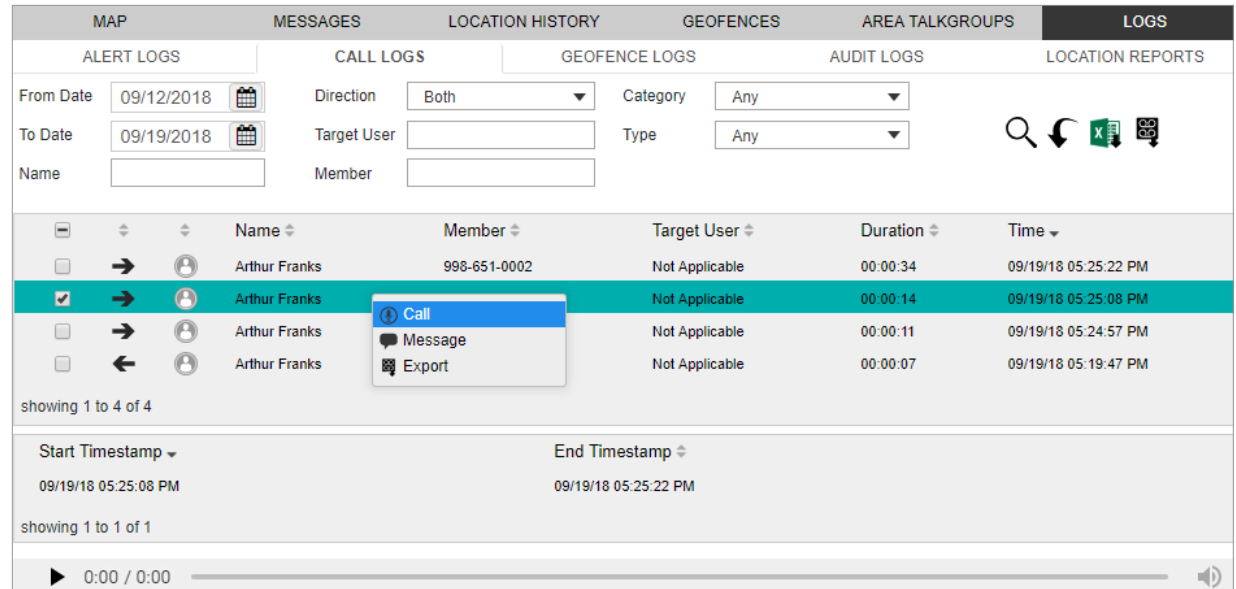 MAP MESSAGES LOCATION HISTORY GEOFENCES AREA TALKGROUPS LOGS
ALERT LOGS CALL LOGS GEOFENCE LOGS AUDIT LOGS LOCATION REPORTS
From Date 09/12/2018 Direction Both Category Any
To Date 09/19/2018 Target User Type Any
Name Member
Name Member Target User Duration Time
Arthur Franks 998-651-0002 Not Applicable 00:00:34 09/19/18 05:25:22 PM
Arthur Franks Not Applicable 00:00:14 09/19/18 05:25:08 PM
Call
Arthur Franks Not Applicable 00:00:11 09/19/18 05:24:57 PM
Message
Arthur Franks Not Applicable 00:00:07 09/19/18 05:19:47 PM
Export
showing 1 to 4 of 4
Start Timestamp End Timestamp
09/19/18 05:25:08 PM 09/19/18 05:25:22 PM
showing 1 to 1 of 1
0:00 / 0:00